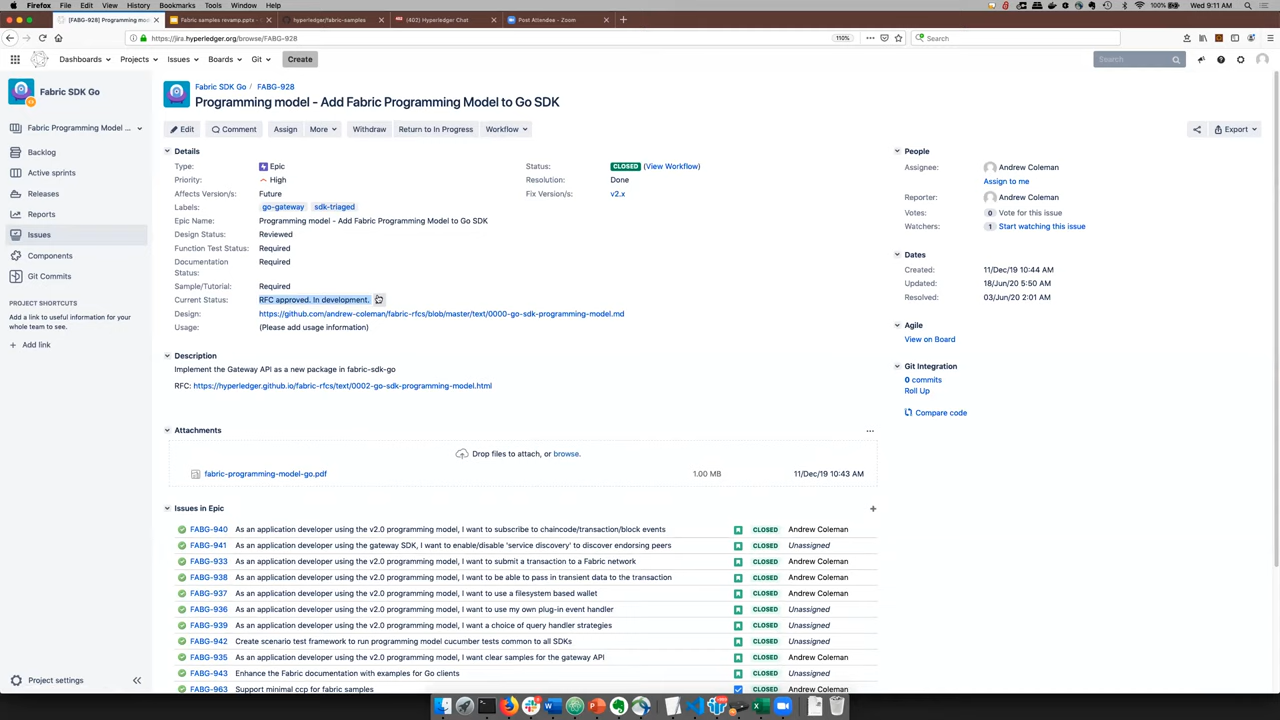 Firefox File Edit View History Bookmarks Tools Window Help 100% Wed 9:11 AM
[FABG-928] Programming mod Fabric samples revamp.pptx - hyperledger/fabric-samples (402) Hyperledger Chat Post Attendee - Zoom
https://jira.hyperledger.org/browse/FABG-928 110% Search
Dashboards Projects Issues Boards Git Create Search
Fabric SDK Go
Fabric Programming Model ...
Backlog
Active sprints
Releases
Reports
Issues
Components
Git Commits
PROJECT SHORTCUTS
Add a link to useful information for your
whole team to see.
+ Add link
Project settings
Fabric SDK Go / FABG-928
Programming model - Add Fabric Programming Model to Go SDK
Edit Comment Assign More Withdraw Return to In Progress Workflow Export
Details
Type: Epic Status: CLOSED (View Workflow)
Priority: High Resolution: Done
Affects Version/s: Future Fix Version/s: v2.x
Labels: go-gateway sdk-triaged
Epic Name: Programming model - Add Fabric Programming Model to Go SDK
Design Status: Reviewed
Function Test Status: Required
Documentation Required
Status:
Sample/Tutorial: Required
Current Status: RFC approved. In development.
Design: https://github.com/andrew-coleman/fabric-rfcs/blob/master/text/0000-go-sdk-programming-model.md
Usage: (Please add usage information)
Description
Implement the Gateway API as a new package in fabric-sdk-go
RFC: https://hyperledger.github.io/fabric-rfcs/text/0002-go-sdk-programming-model.html
Attachments
Drop files to attach, or browse.
fabric-programming-model-go.pdf 1.00 MB 11/Dec/19 10:43 AM
Issues in Epic
FABG-940 As an application developer using the v2.0 programming model, I want to subscribe to chaincode/transaction/block events CLOSED Andrew Coleman
FABG-941 As an application developer using the gateway SDK, I want to enable/disable 'service discovery' to discover endorsing peers CLOSED Unassigned
FABG-933 As an application developer using the v2.0 programming model, I want to submit a transaction to a Fabric network CLOSED Andrew Coleman
FABG-938 As an application developer using the v2.0 programming model, I want to be able to pass in transient data to the transaction CLOSED Andrew Coleman
FABG-937 As an application developer using the v2.0 programming model, I want to use a filesystem based wallet CLOSED Andrew Coleman
FABG-936 As an application developer using the v2.0 programming model, I want to use my own plug-in event handler CLOSED Unassigned
FABG-939 As an application developer using the v2.0 programming model, I want a choice of query handler strategies CLOSED Unassigned
FABG-942 Create scenario test framework to run programming model cucumber tests common to all SDKs CLOSED Unassigned
FABG-935 As an application developer using the v2.0 programming model, I want clear samples for the gateway API CLOSED Andrew Coleman
FABG-943 Enhance the Fabric documentation with examples for Go clients CLOSED Unassigned
FABG-963 Support minimal ccp for fabric samples CLOSED Andrew Coleman
People
Assignee: Andrew Coleman
Assign to me
Reporter: Andrew Coleman
Votes: 0 Vote for this issue
Watchers: 1 Start watching this issue
Dates
Created: 11/Dec/19 10:44 AM
Updated: 18/Jun/20 5:50 AM
Resolved: 03/Jun/20 2:01 AM
Agile
View on Board
Git Integration
0 commits
Roll Up
Compare code